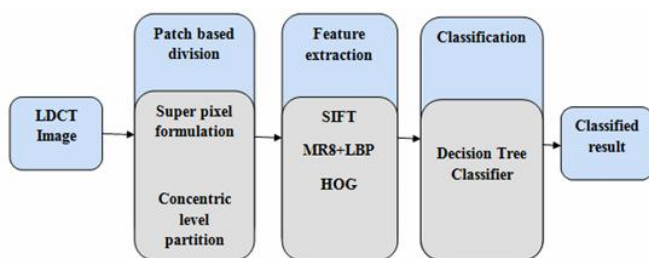 LDCT
Image
Patch based
division
Super pixel
formulation
Concentric
level
partition
Feature
extraction
SIFT
MR8+LBP
HOG
Classification
Decision Tree
Classifier
Classified
result